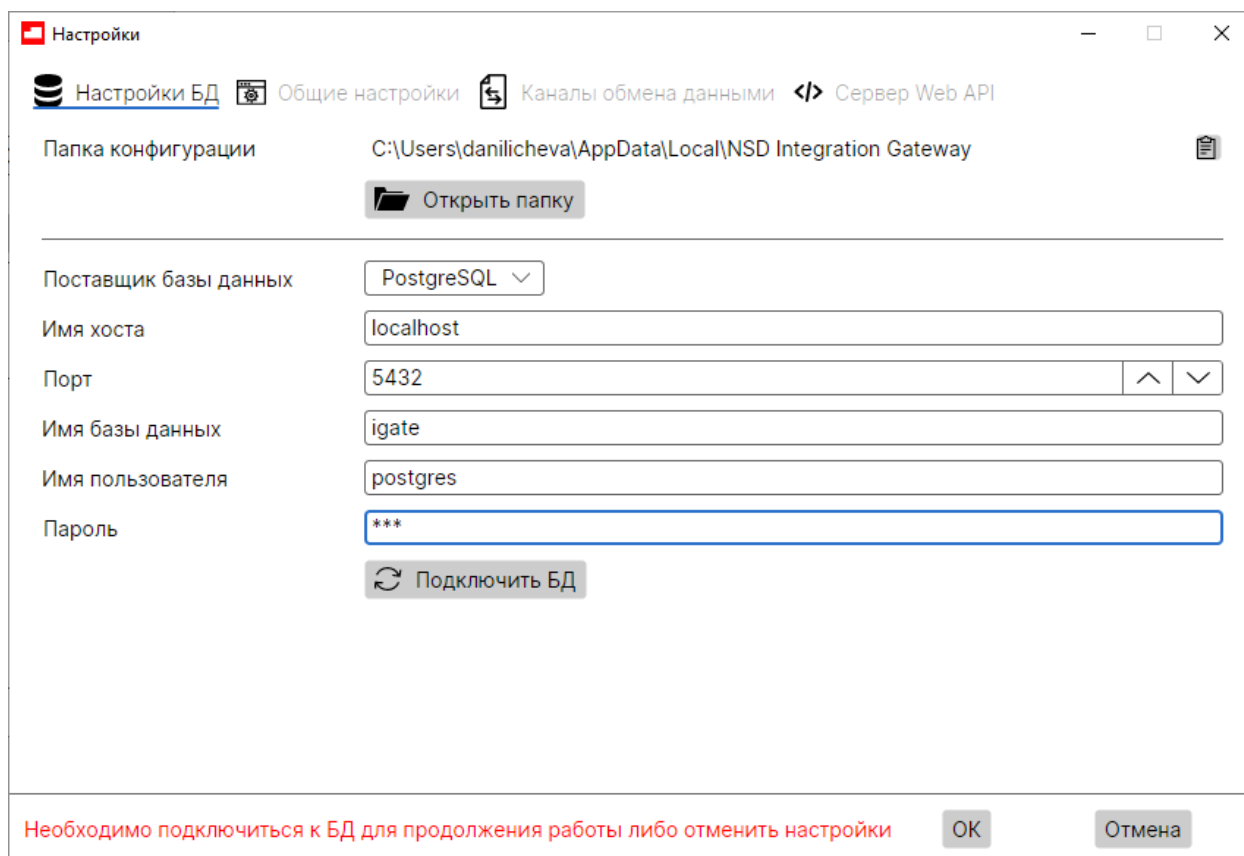 Настройки
Настройки БД Общие настройки Каналы обмена данными Сервер Web API
Папка конфигурации C:\Users\danilicheva\AppData\Local\NSD Integration Gateway
Открыть папку
Поставщик базы данных PostgreSQL
Имя хоста localhost
Порт 5432
Имя базы данных igate
Имя пользователя postgres
Пароль ***
Подключить БД
Необходимо подключиться к БД для продолжения работы либо отменить настройки ОК Отмена